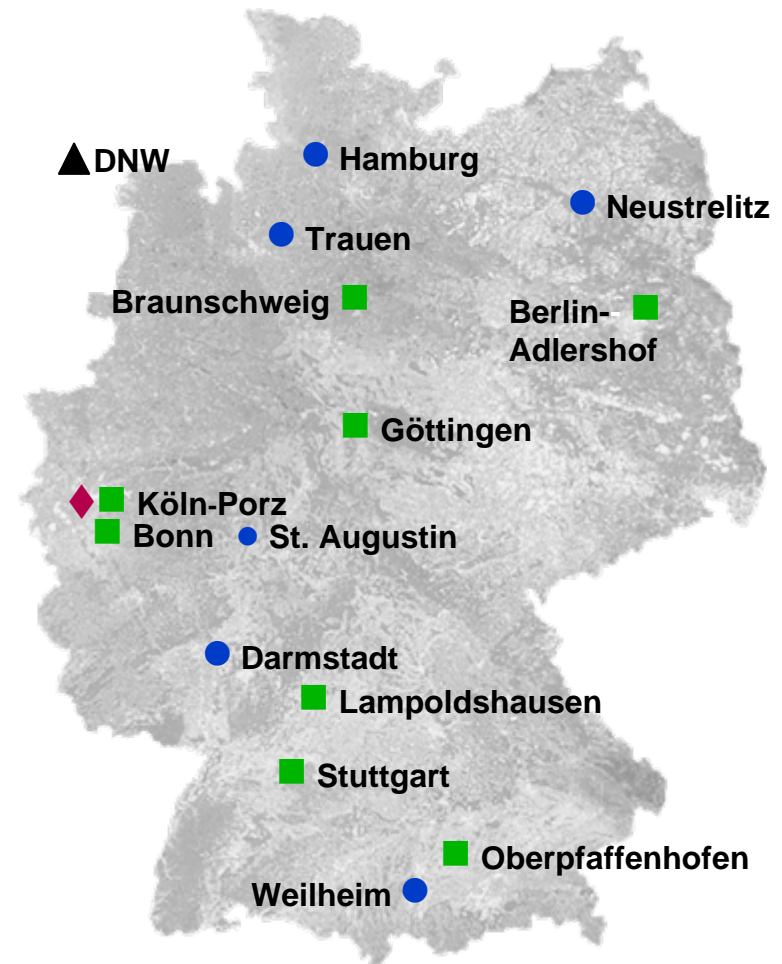 DNW
Hamburg
Neustrelitz
Trauen
Braunschweig
Berlin-
Adlershof
Göttingen
Köln-Porz
Bonn
St. Augustin
Darmstadt
Lampoldshausen
Stuttgart
Oberpfaffenhofen
Weilheim